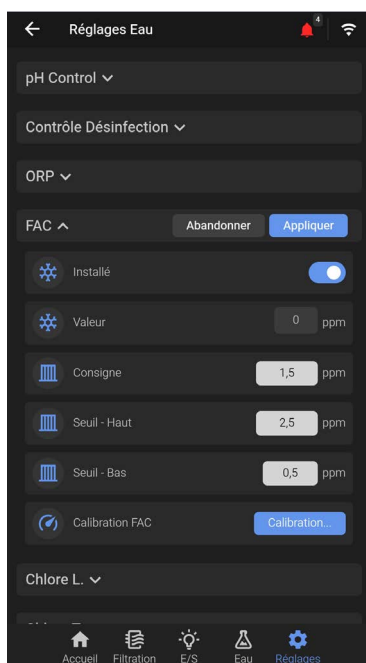 Réglages Eau
4
pH Control
Contrôle Désinfection
ORP
FAC
Abandonner
Appliquer
Installé
Valeur
0
ppm
Consigne
1,5
ppm
Seuil - Haut
2,5
ppm
Seuil - Bas
0,5
ppm
Calibration FAC
Calibration...
Chlore L.
Accueil
Filtration
E/S
Eau
Réglages